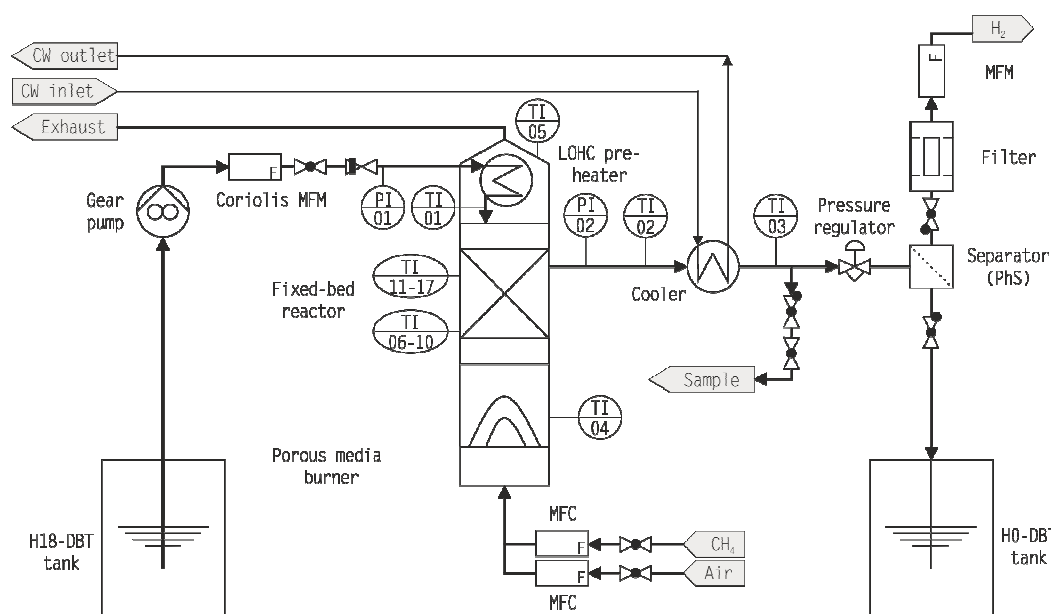 H₂
CW outlet
MFM
F
CW inlet
TI
05
Exhaust
LOHC pre-
heater
Filter
F
Gear
pump
Coriolis MFM
PI
01
TI
01
PI
02
TI
02
TI
03
Pressure
regulator
Separator
(PhS)
TI
11-17
Fixed-bed
reactor
Cooler
TI
06-10
Sample
TI
04
Porous media
burner
MFC
H18-DBT
tank
F
CH₄
H0-DBT
tank
F
Air
MFC